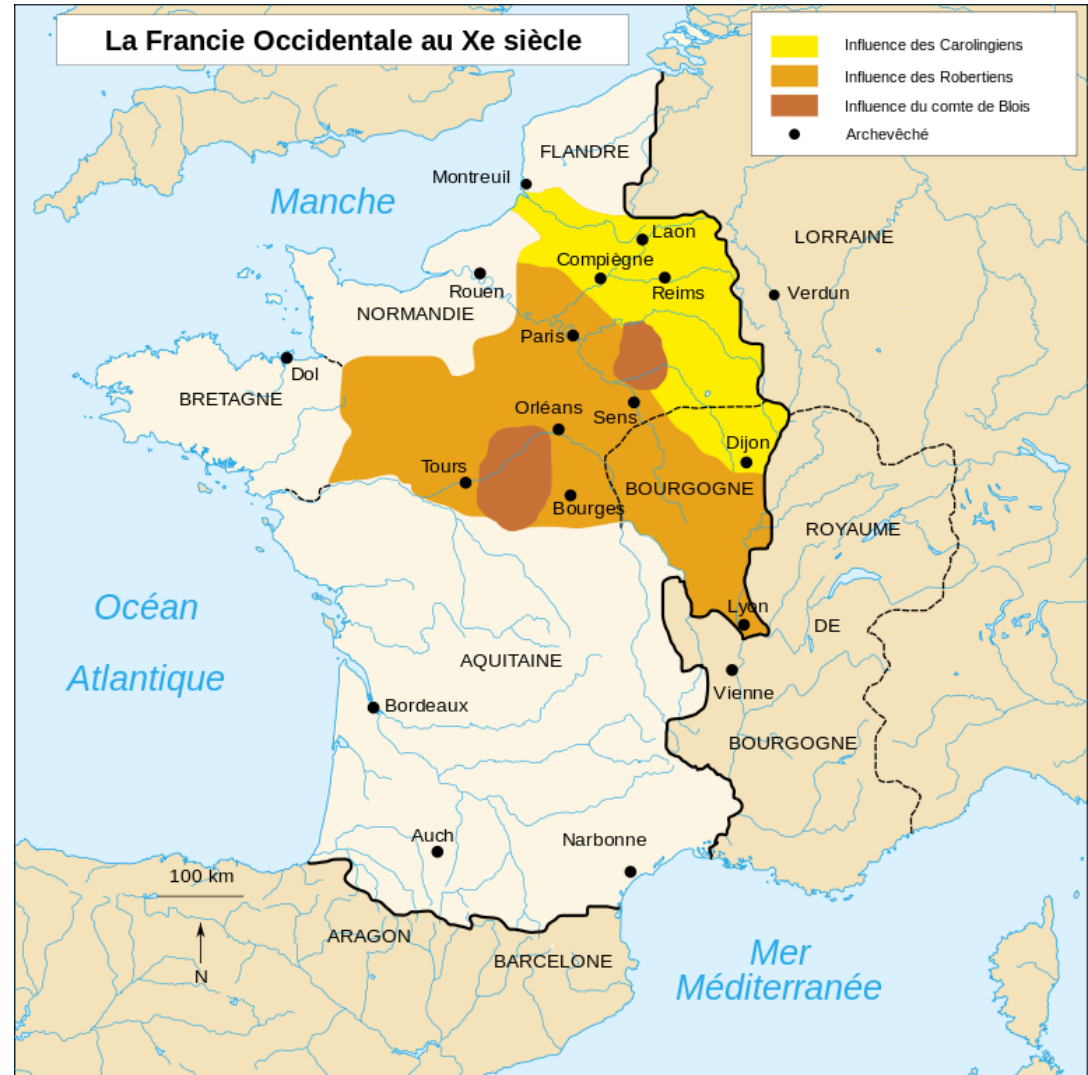 La Francie Occidentale au Xe siècle
Influence des Carolingiens
Influence des Robertiens
Influence du comte de Blois
Archevêché
FLANDRE
Montreuil
Manche
Laon
LORRAINE
Compiègne
Reims
Verdun
Rouen
NORMANDIE
Paris
Dol
BRETAGNE
Orléans
Sens
Dijon
Tours
BOURGOGNE
Bourges
ROYAUME
Océan
Atlantique
Lyon
DE
AQUITAINE
Vienne
Bordeaux
BOURGOGNE
Auch
Narbonne
100 km
N
ARAGON
BARCELONE
Mer
Méditerranée